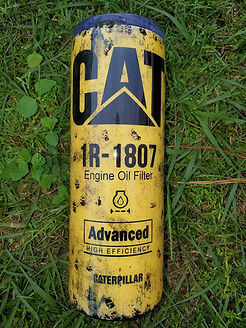 CAT
1R-1807
Engine Oil Filter
Advanced
HIGH EFFICIENCY
CATERPILLAR